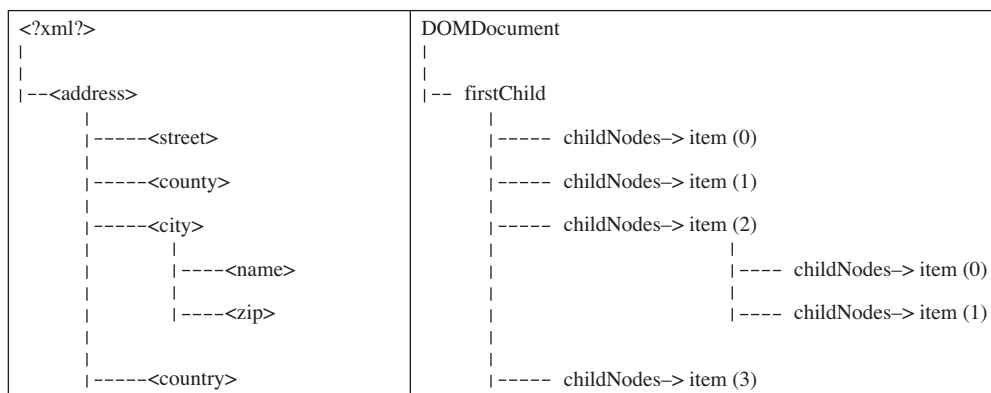 <?xml?>
<address>
<street>
<county>
<city>
<name>
<zip>
<country>
DOMDocument
firstChild
childNodes–> item (0)
childNodes–> item (1)
childNodes–> item (2)
childNodes–> item (0)
childNodes–> item (1)
childNodes–> item (3)